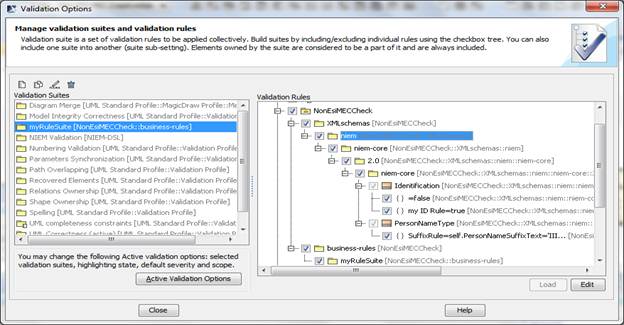 Validation Options
Manage validation suites and validation rules
Validation suite is a set of validation rules to be applied collectively. Build suites by including/excluding individual rules using the checkbox tree. You can also
include one suite into another (suite sub-setting). Elements owned by the suite are considered to be a part of it and are always included.
Validation Suites
Diagram Merge [UML Standard Profile::MagicDraw Profile
Model Integrity Correctness [UML Standard Profile::Valida
myRuleSuite [NonEsiMECCheck::business-rules]
NIEM Validation [NIEM-DSL]
Numbering Validation [UML Standard Profile::Validation Pr
Parameters Synchronization [UML Standard Profile::Valida
Path Overlapping [UML Standard Profile::Validation Profile
Recovered Elements [UML Standard Profile::Validation Pro
Relations Ownership [UML Standard Profile::Validation Pro
Shape Ownership [UML Standard Profile::Validation Profile
Spelling [UML Standard Profile::Validation Profile]
UML completeness constraints [UML Standard Profile::Vali
UML Correctness (active) [UML Standard Profile::Validatio
You may change the following Active validation options: selected
validation suites, highlighting state, default severity and scope.
Active Validation Options
Validation Rules
NonEsiMECCheck
XMLschemas [NonEsiMECCheck]
niem
niem-core [NonEsiMECCheck::XMLschemas::niem]
2.0 [NonEsiMECCheck::XMLschemas::niem::niem-core]
niem-core [NonEsiMECCheck::XMLschemas::niem::niem-core::
Identification [NonEsiMECCheck::XMLschemas::niem::nie
{ } =false [NonEsiMECCheck::XMLschemas::niem::niem
{ } my ID Rule=true [NonEsiMECCheck::XMLschemas::n
PersonNameType [NonEsiMECCheck::XMLschemas::niem
{ } SuffixRule=self.PersonNameSuffixText='III...[NonEsiM
business-rules [NonEsiMECCheck]
myRuleSuite [NonEsiMECCheck::business-rules]
Load Edit
Close Help